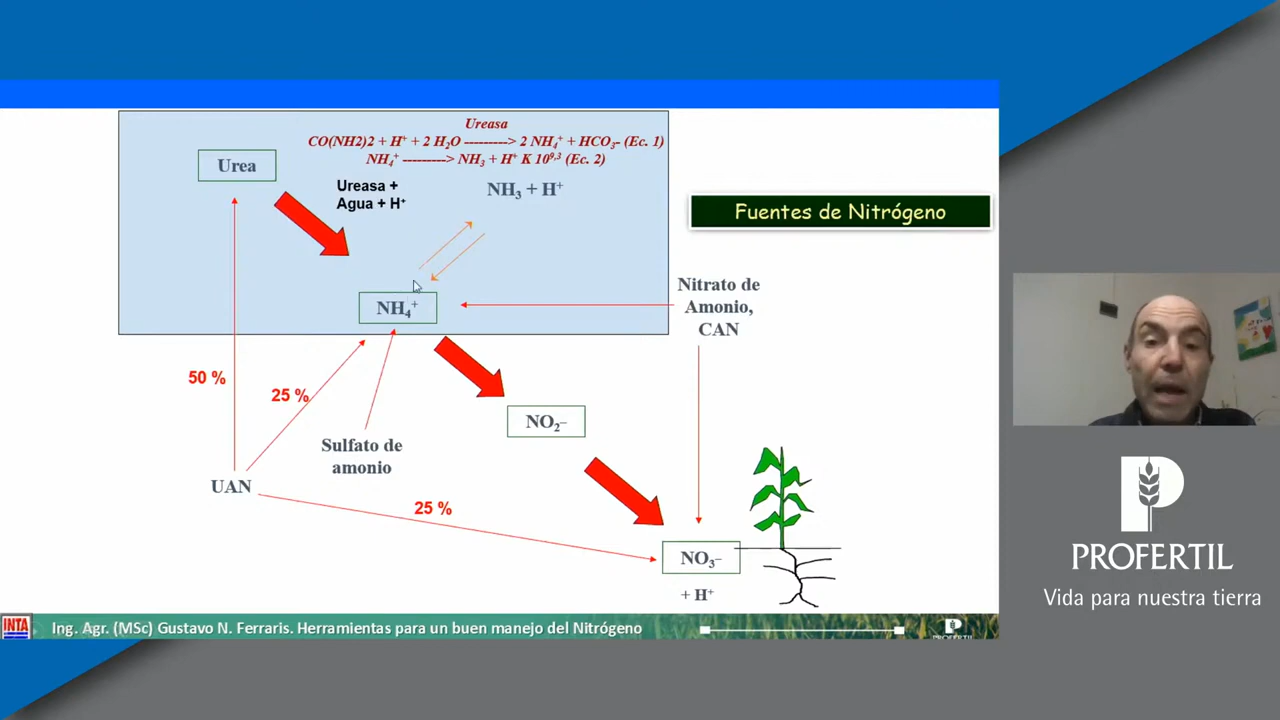 Ureasa
CO(NH2)2 + H⁺ + 2 H₂O ---------> 2 NH₄⁺ + HCO₃- (Ec. 1)
NH₄⁺ ---------> NH₃ + H⁺ K 10⁹,³ (Ec. 2)
Urea
Ureasa +
Agua + H⁺
NH₃ + H⁺
Fuentes de Nitrógeno
NH₄⁺
Nitrato de
Amonio,
CAN
50 %
25 %
NO₂–
Sulfato de
amonio
UAN
25 %
NO₃–
+ H⁺
INTA
Ing. Agr. (MSc) Gustavo N. Ferraris. Herramientas para un buen manejo del Nitrógeno
PROFERTIL
PROFERTIL
Vida para nuestra tierra